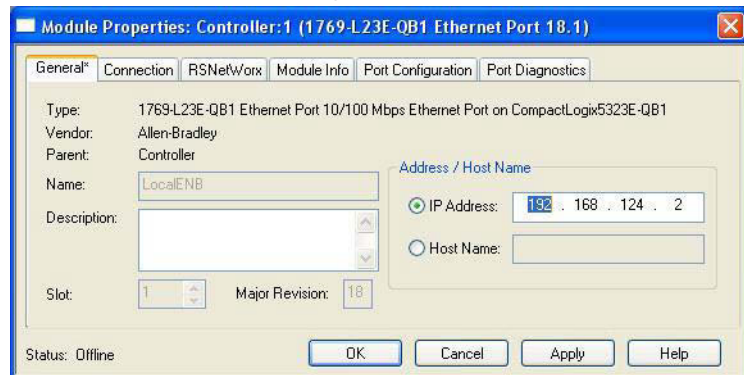 Module Properties: Controller:1 (1769-L23E-QB1 Ethernet Port 18.1)
General* Connection RSNetWorx Module Info Port Configuration Port Diagnostics
Type: 1769-L23E-QB1 Ethernet Port 10/100 Mbps Ethernet Port on CompactLogix5323E-QB1
Vendor: Allen-Bradley
Parent: Controller
Name: LocalENB
Description:
Address / Host Name
IP Address: 192 . 168 . 124 . 2
Host Name:
Slot: 1 Major Revision: 18
Status: Offline OK Cancel Apply Help